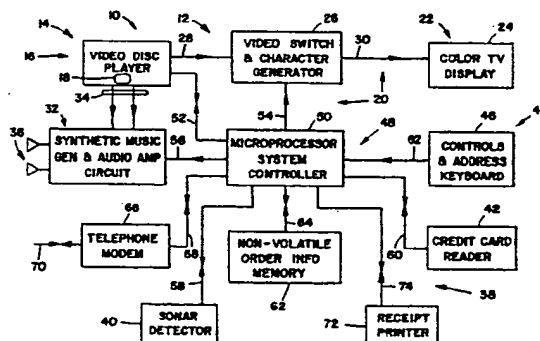 10
12
14
16
28
26
30
22
24
VIDEO DISC
PLAYER
18
VIDEO SWITCH
& CHARACTER
GENERATOR
COLOR TV
DISPLAY
34
32
20
36
52
54
50
48
46
4
SYNTHETIC MUSIC
GEN & AUDIO AMP
CIRCUIT
56
MICROPROCESSOR
SYSTEM
CONTROLLER
62
CONTROLS
& ADDRESS
KEYBOARD
66
64
42
TELEPHONE
MODEM
68
NON-VOLATILE
ORDER INFO
MEMORY
60
CREDIT CARD
READER
70
58
62
74
38
40
SONAR
DETECTOR
72
RECEIPT
PRINTER